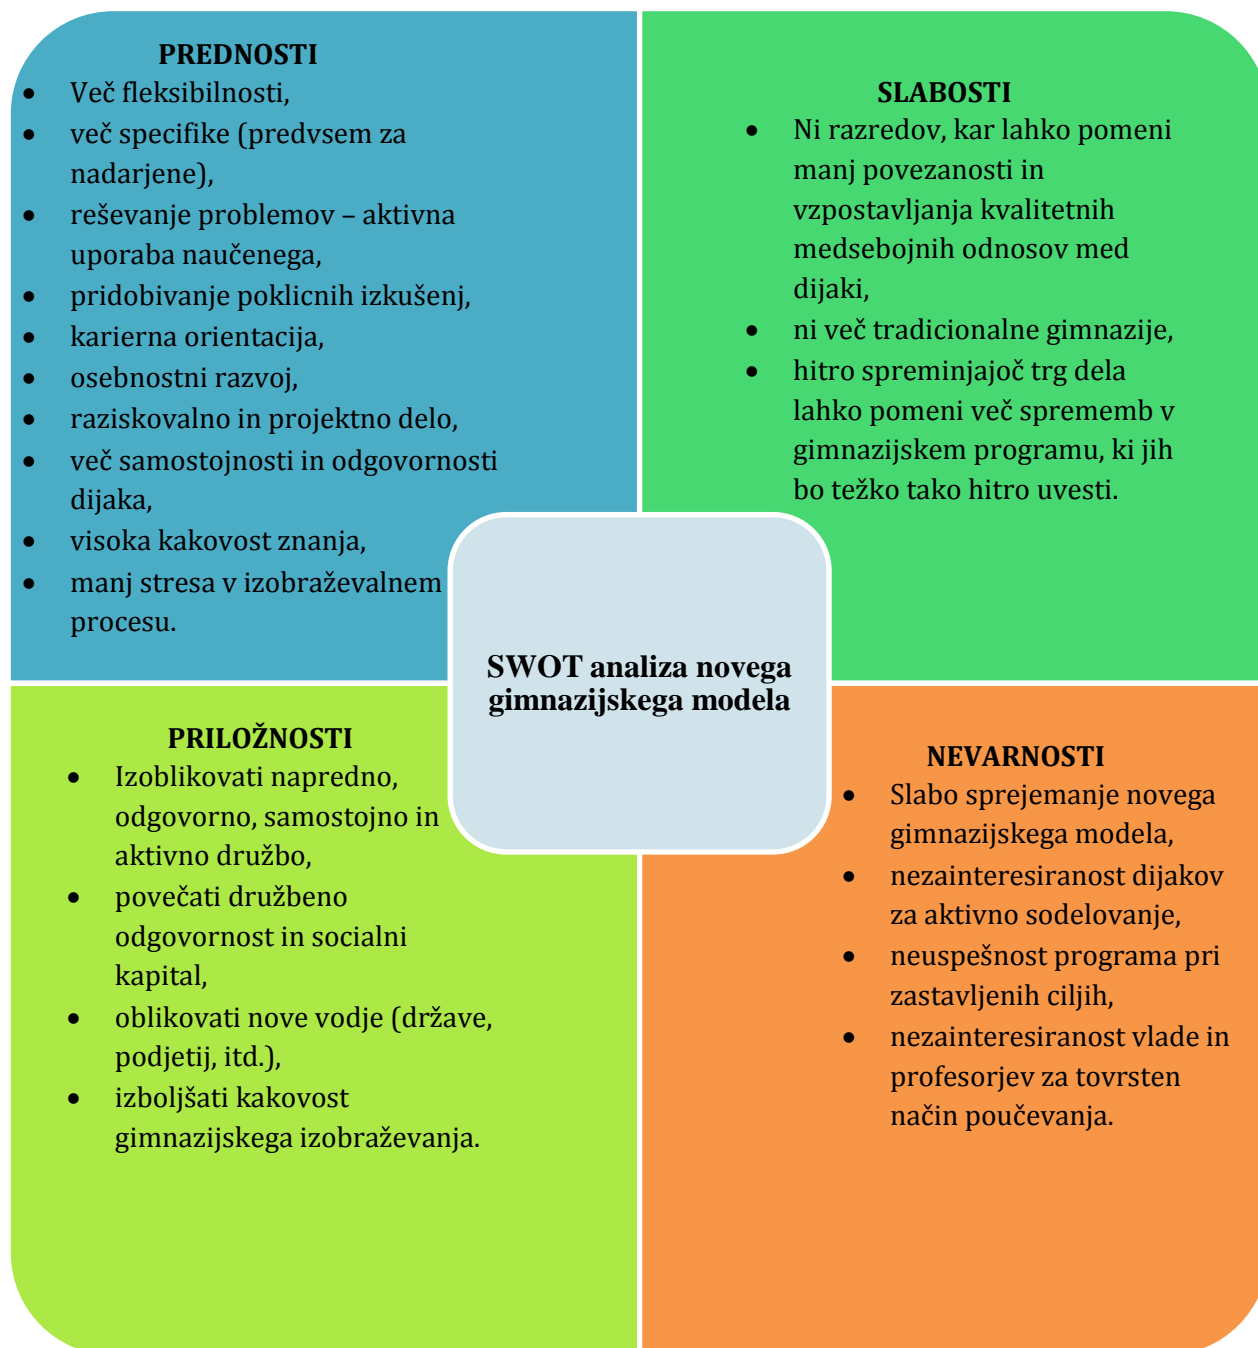 PREDNOSTI
• Več fleksibilnosti,
• več specifike (predvsem za
nadarjene),
• reševanje problemov – aktivna
uporaba naučenega,
• pridobivanje poklicnih izkušenj,
• karierna orientacija,
• osebnostni razvoj,
• raziskovalno in projektno delo,
• več samostojnosti in odgovornosti
dijaka,
• visoka kakovost znanja,
• manj stresa v izobraževalnem
procesu.
SLABOSTI
• Ni razredov, kar lahko pomeni
manj povezanosti in
vzpostavljanja kvalitetnih
medsebojnih odnosov med
dijaki,
• ni več tradicionalne gimnazije,
• hitro spreminjajoč trg dela
lahko pomeni več sprememb v
gimnazijskem programu, ki jih
bo težko tako hitro uvesti.
SWOT analiza novega
gimnazijskega modela
PRILOŽNOSTI
• Izoblikovati napredno,
odgovorno, samostojno in
aktivno družbo,
• povečati družbeno
odgovornost in socialni
kapital,
• oblikovati nove vodje (države,
podjetij, itd.),
• izboljšati kakovost
gimnazijskega izobraževanja.
NEVARNOSTI
• Slabo sprejemanje novega
gimnazijskega modela,
• nezainteresiranost dijakov
za aktivno sodelovanje,
• neuspešnost programa pri
zastavljenih ciljih,
• nezainteresiranost vlade in
profesorjev za tovrsten
način poučevanja.